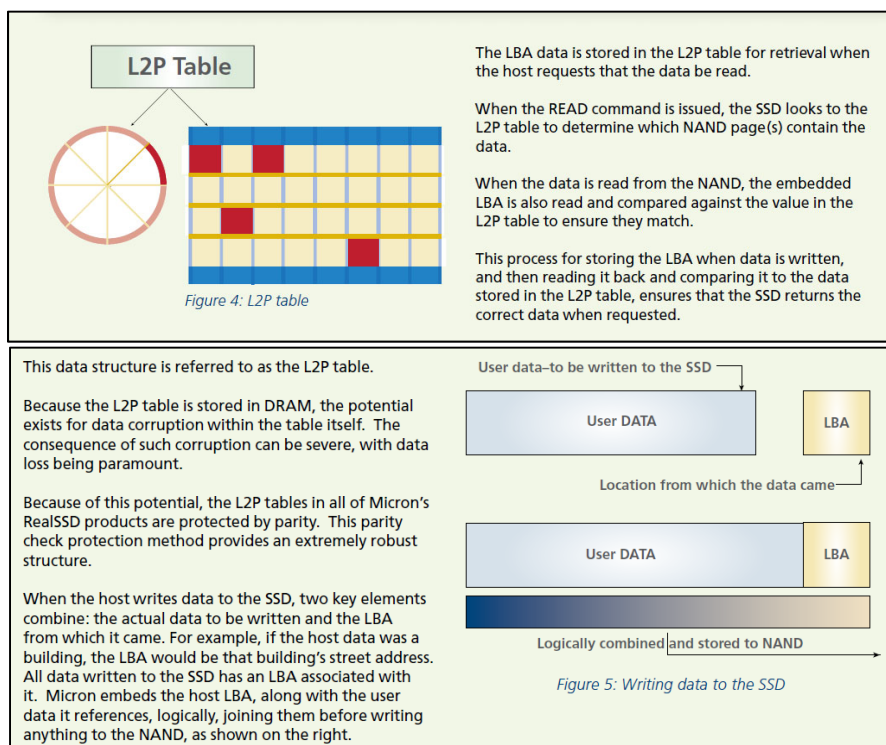 L2P Table
Figure 4: L2P table
The LBA data is stored in the L2P table for retrieval when
the host requests that the data be read.
When the READ command is issued, the SSD looks to the
L2P table to determine which NAND page(s) contain the
data.
When the data is read from the NAND, the embedded
LBA is also read and compared against the value in the
L2P table to ensure they match.
This process for storing the LBA when data is written,
and then reading it back and comparing it to the data
stored in the L2P table, ensures that the SSD returns the
correct data when requested.
This data structure is referred to as the L2P table.
Because the L2P table is stored in DRAM, the potential
exists for data corruption within the table itself. The
consequence of such corruption can be severe, with data
loss being paramount.
Because of this potential, the L2P tables in all of Micron's
RealSSD products are protected by parity. This parity
check protection method provides an extremely robust
structure.
When the host writes data to the SSD, two key elements
combine: the actual data to be written and the LBA
from which it came. For example, if the host data was a
building, the LBA would be that building's street address.
All data written to the SSD has an LBA associated with
it. Micron embeds the host LBA, along with the user
data it references, logically, joining them before writing
anything to the NAND, as shown on the right.
User data–to be written to the SSD
User DATA
LBA
Location from which the data came
User DATA
LBA
Logically combined and stored to NAND
Figure 5: Writing data to the SSD